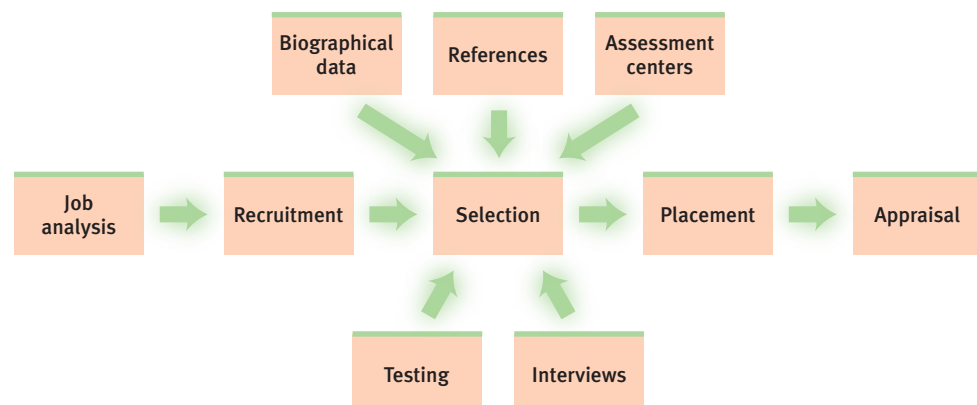 Biographical
data
References
Assessment
centers
Job
analysis
Recruitment
Selection
Placement
Appraisal
Testing
Interviews